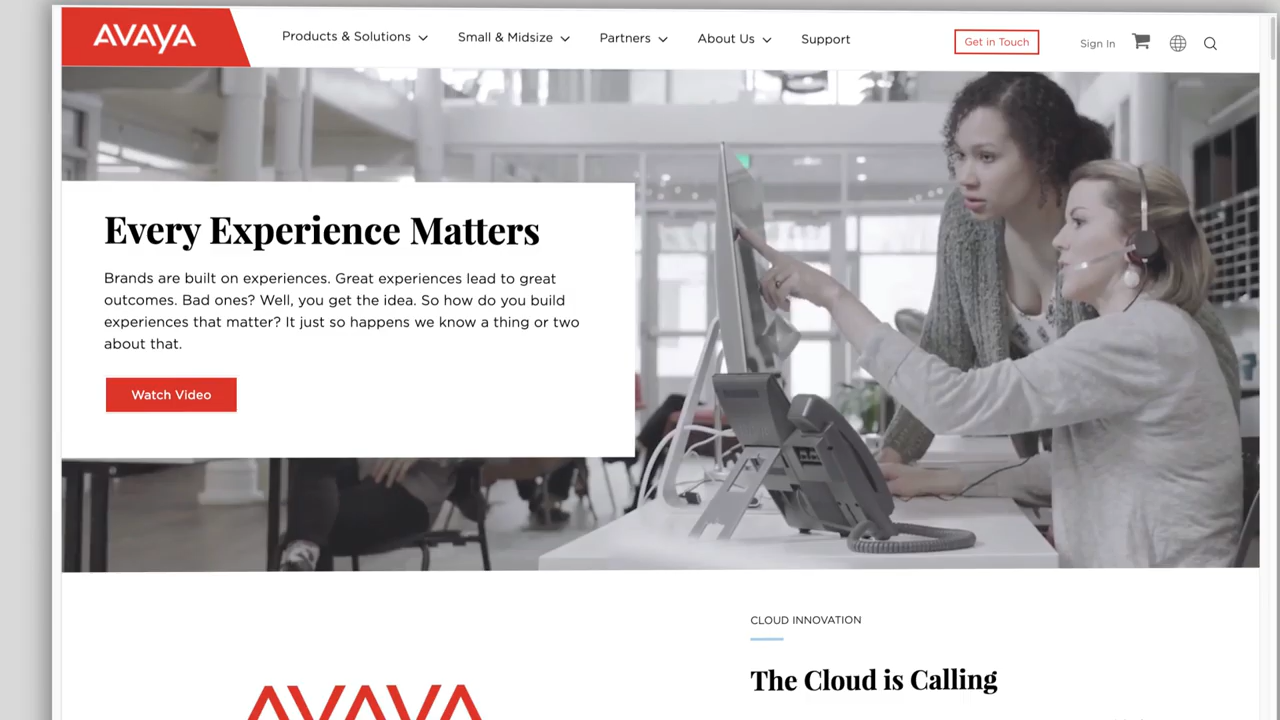 AVAYA
Products & Solutions
Small & Midsize
Partners
About Us
Support
Get in Touch
Sign In
Every Experience Matters
Brands are built on experiences. Great experiences lead to great
outcomes. Bad ones? Well, you get the idea. So how do you build
experiences that matter? It just so happens we know a thing or two
about that.
Watch Video
CLOUD INNOVATION
The Cloud is Calling
AVAYA